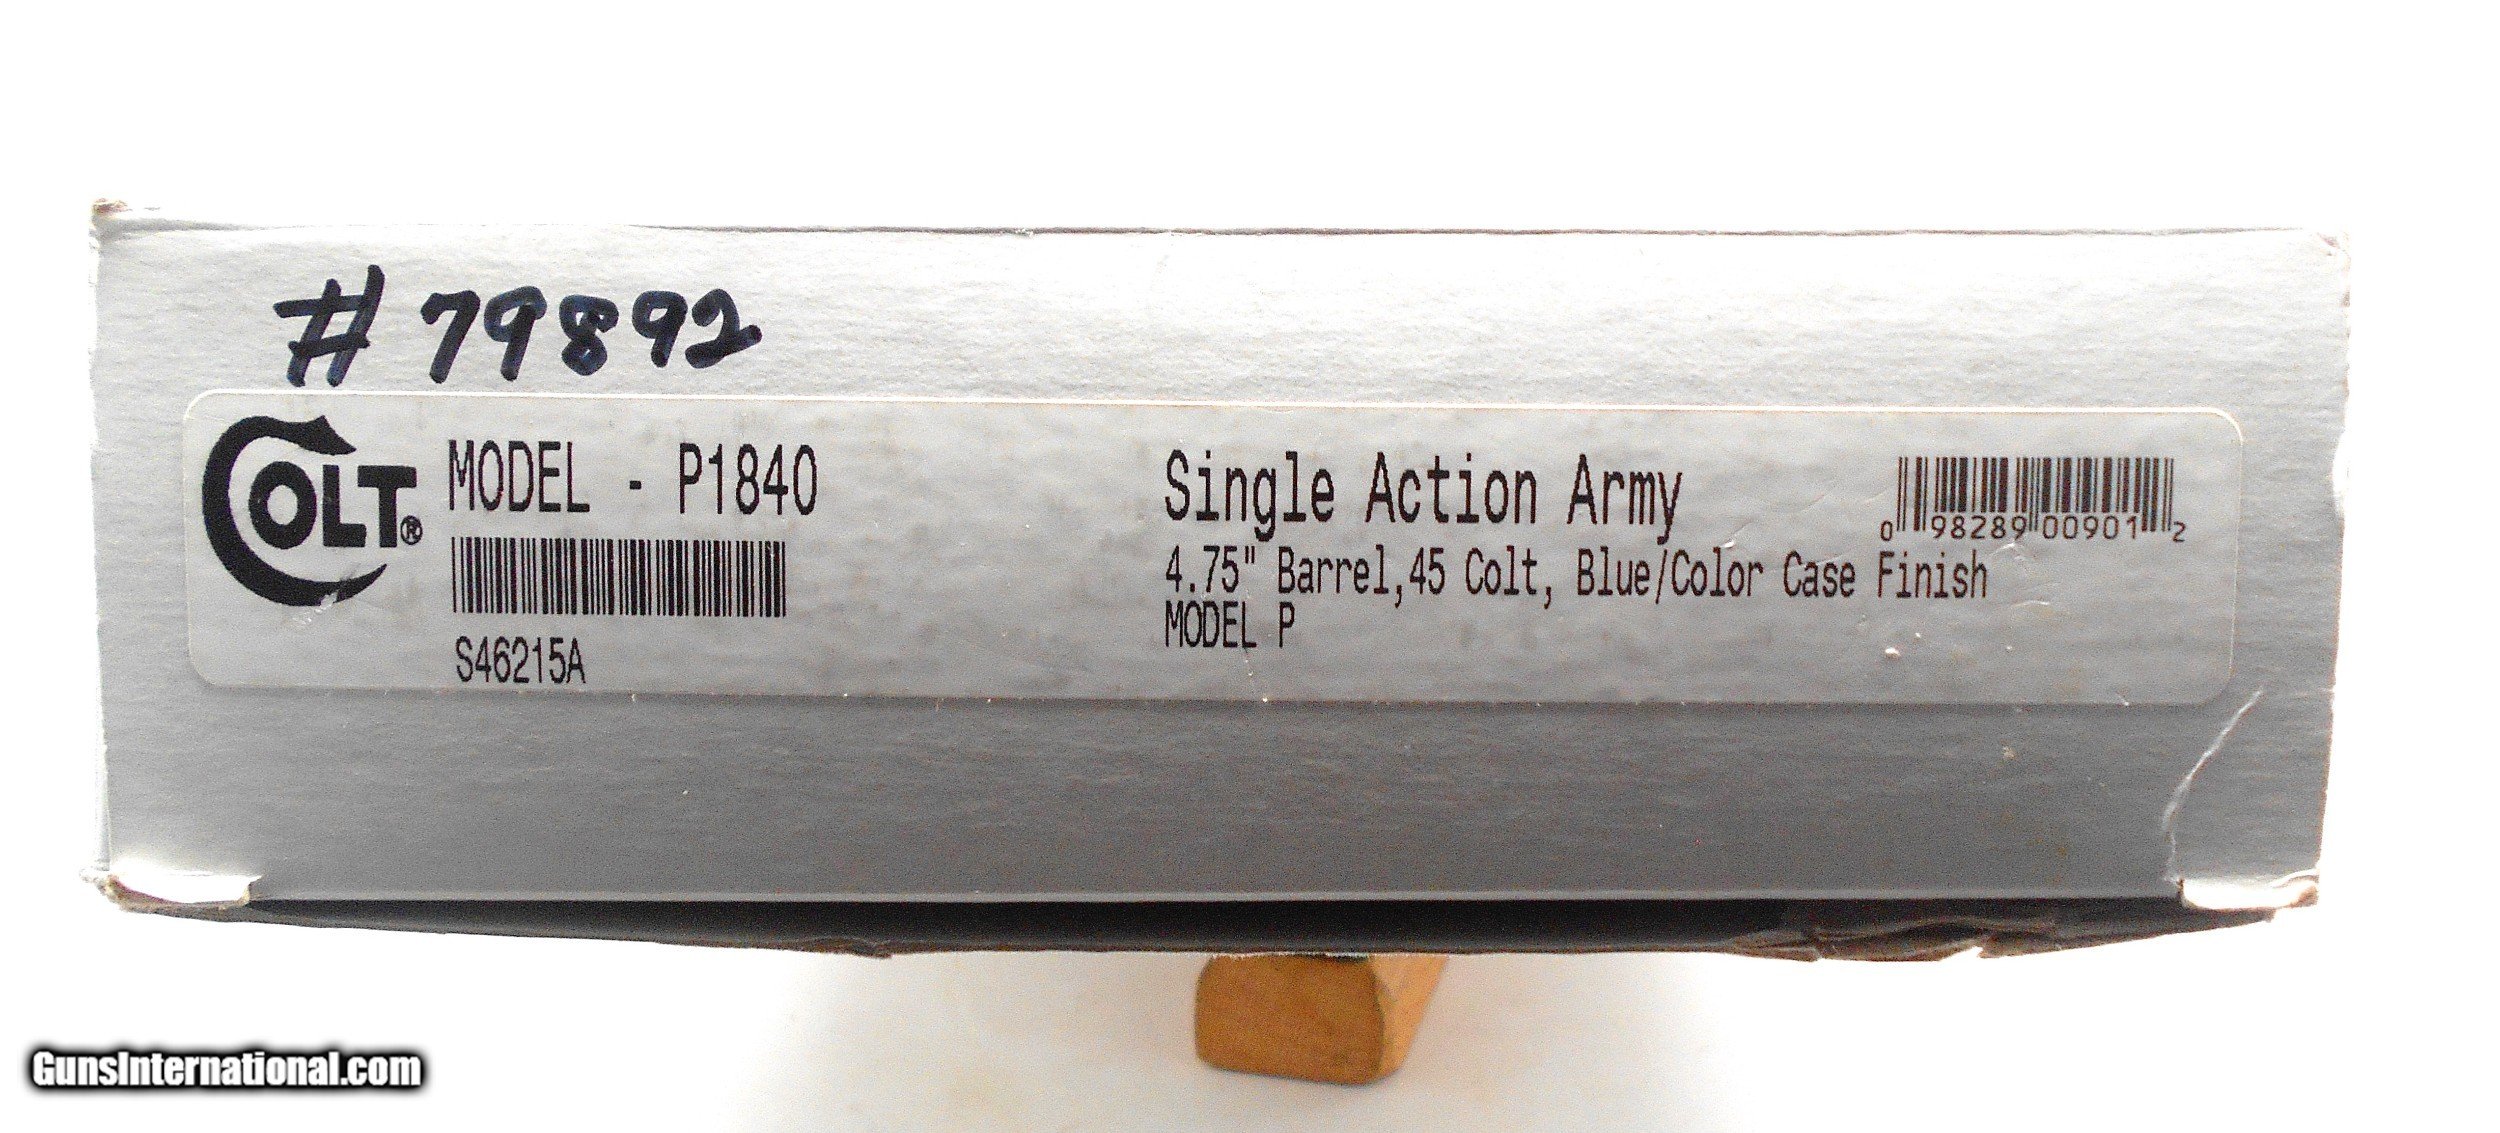 #79892
COLT®
MODEL - P1840
S46215A
Single Action Army
4.75" Barrel,45 Colt, Blue/Color Case Finish
MODEL P
0 98289 00901 2
GunsInternational.com